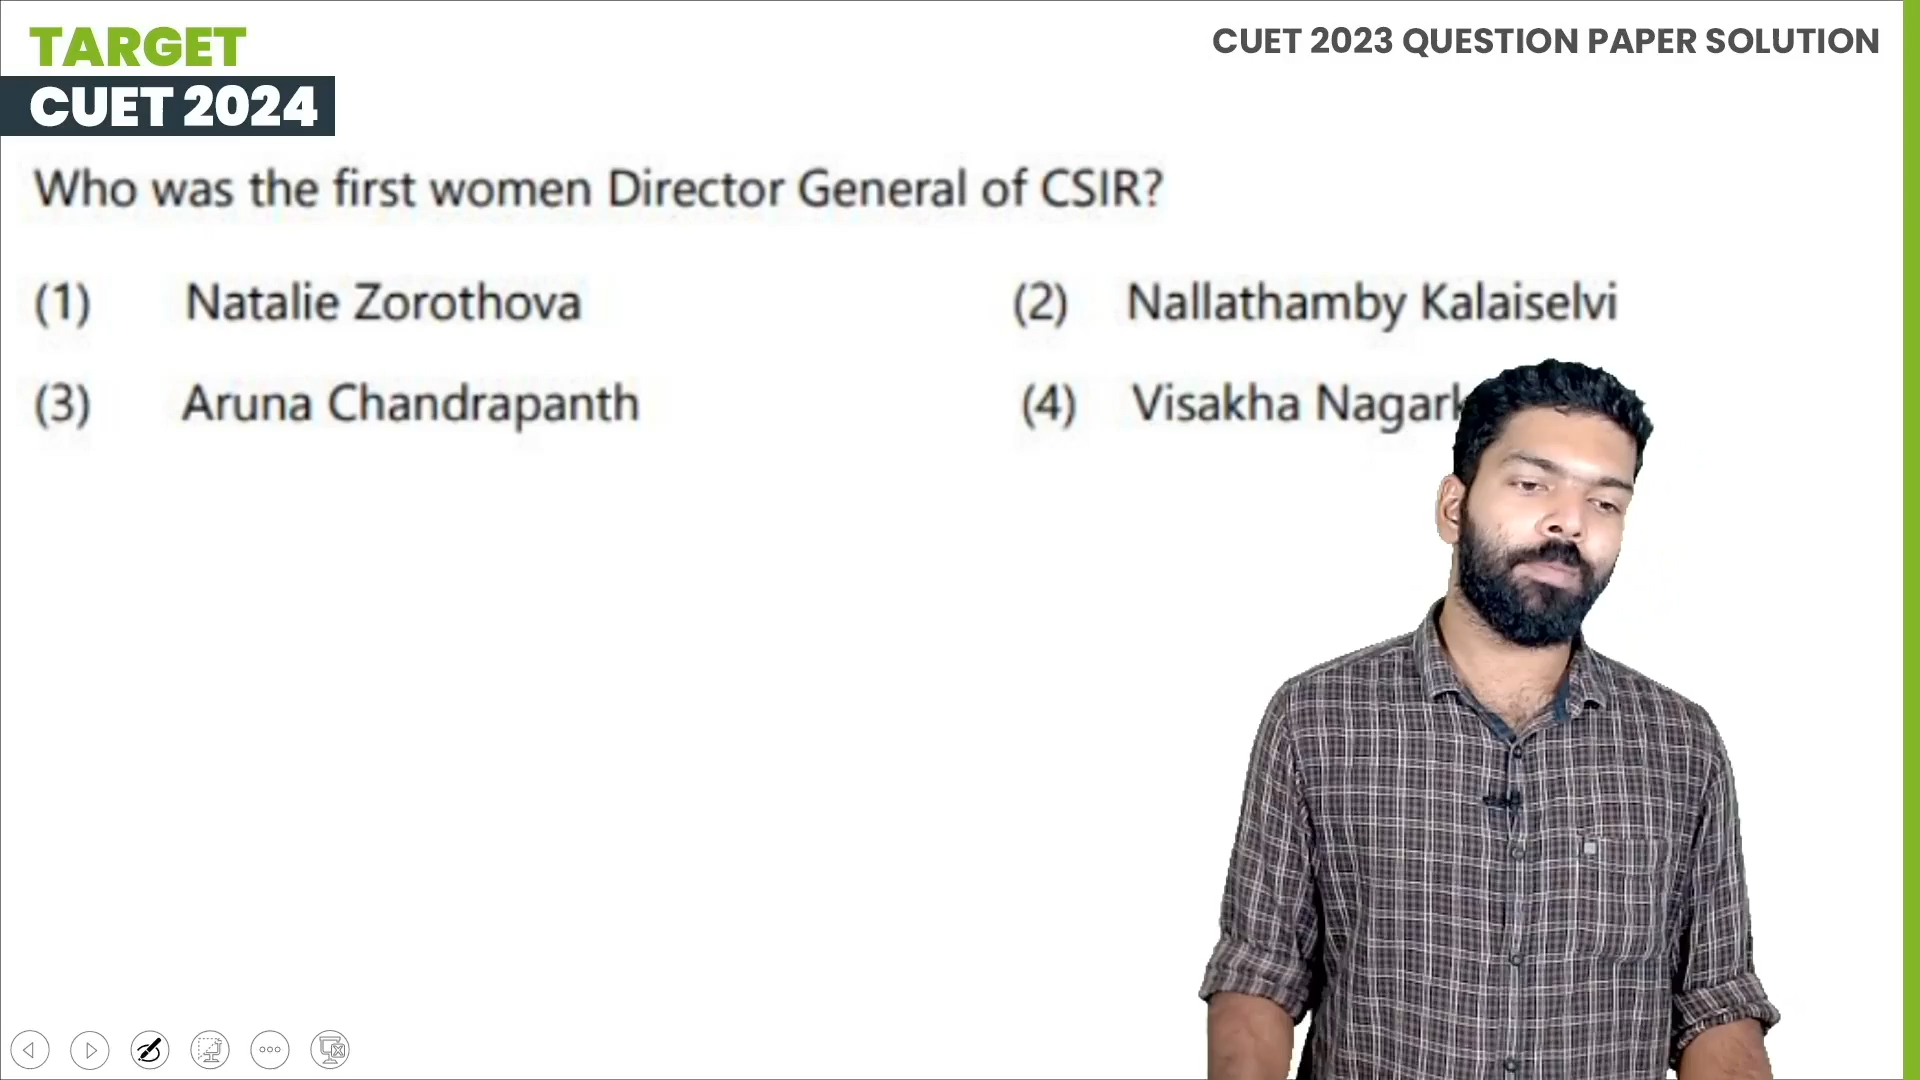 TARGET
CUET 2024
CUET 2023 QUESTION PAPER SOLUTION
Who was the first women Director General of CSIR?
(1) Natalie Zorothova (2) Nallathamby Kalaiselvi
(3) Aruna Chandrapanth (4) Visakha